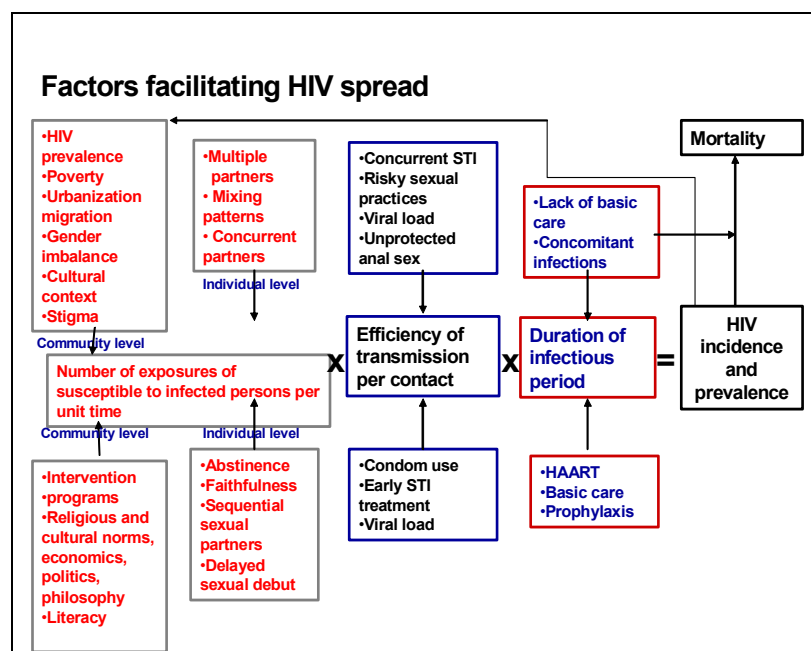 Factors facilitating HIV spread
•HIV
prevalence
•Poverty
•Urbanization
migration
•Gender
imbalance
•Cultural
context
•Stigma
Community level
•Multiple
partners
• Mixing
patterns
• Concurrent
partners
Individual level
•Concurrent STI
•Risky sexual
practices
•Viral load
•Unprotected
anal sex
•Lack of basic
care
•Concomitant
infections
Mortality
Number of exposures of
susceptible to infected persons per
unit time
x
Efficiency of
transmission
per contact
x
Duration of
infectious
period
=
HIV
incidence
and
prevalence
Community level
•Intervention
•programs
•Religious and
cultural norms,
economics,
politics,
philosophy
•Literacy
Individual level
•Abstinence
•Faithfulness
•Sequential
sexual
partners
•Delayed
sexual debut
•Condom use
•Early STI
treatment
•Viral load
•HAART
•Basic care
•Prophylaxis